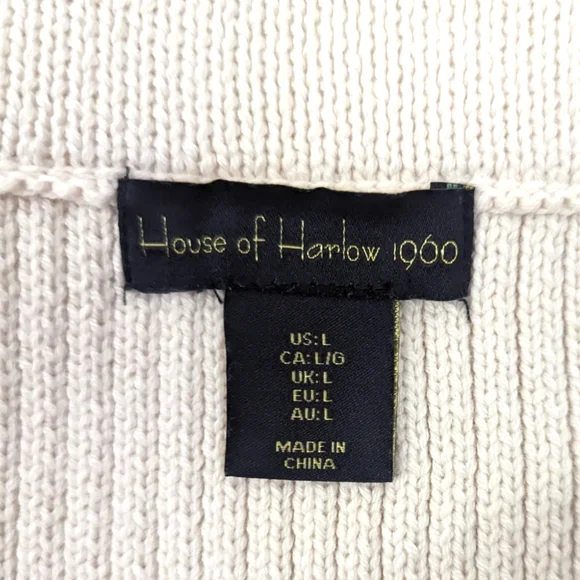 House of Harlow 1960
US: L
CA: L/G
UK: L
EU: L
AU: L
MADE IN
CHINA